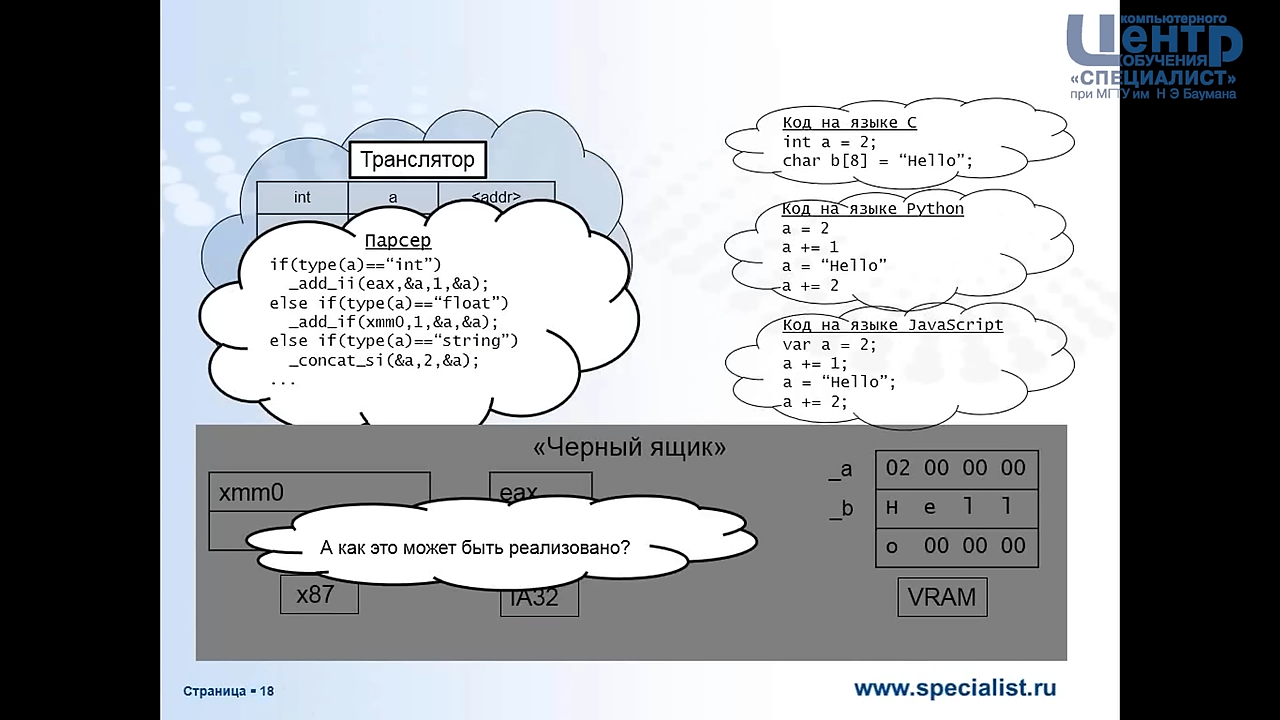 компьютерного
Центр
ОБУЧЕНИЯ
«СПЕЦИАЛИСТ»
при МГТУ им Н Э Баумана
Транслятор
int a <addr>
Парсер
if(type(a)==“int”)
_add_ii(eax,&a,1,&a);
else if(type(a)==“float”)
_add_if(xmm0,1,&a,&a);
else if(type(a)==“string”)
_concat_si(&a,2,&a);
...
Код на языке C
int a = 2;
char b[8] = “Hello”;
Код на языке Python
a = 2
a += 1
a = “Hello”
a += 2
Код на языке JavaScript
var a = 2;
a += 1;
a = “Hello”;
a += 2;
«Черный ящик»
xmm0
eax
А как это может быть реализовано?
x87
IA32
_a 02 00 00 00
_b H e l l
o 00 00 00
VRAM
Страница ▪ 18
www.specialist.ru